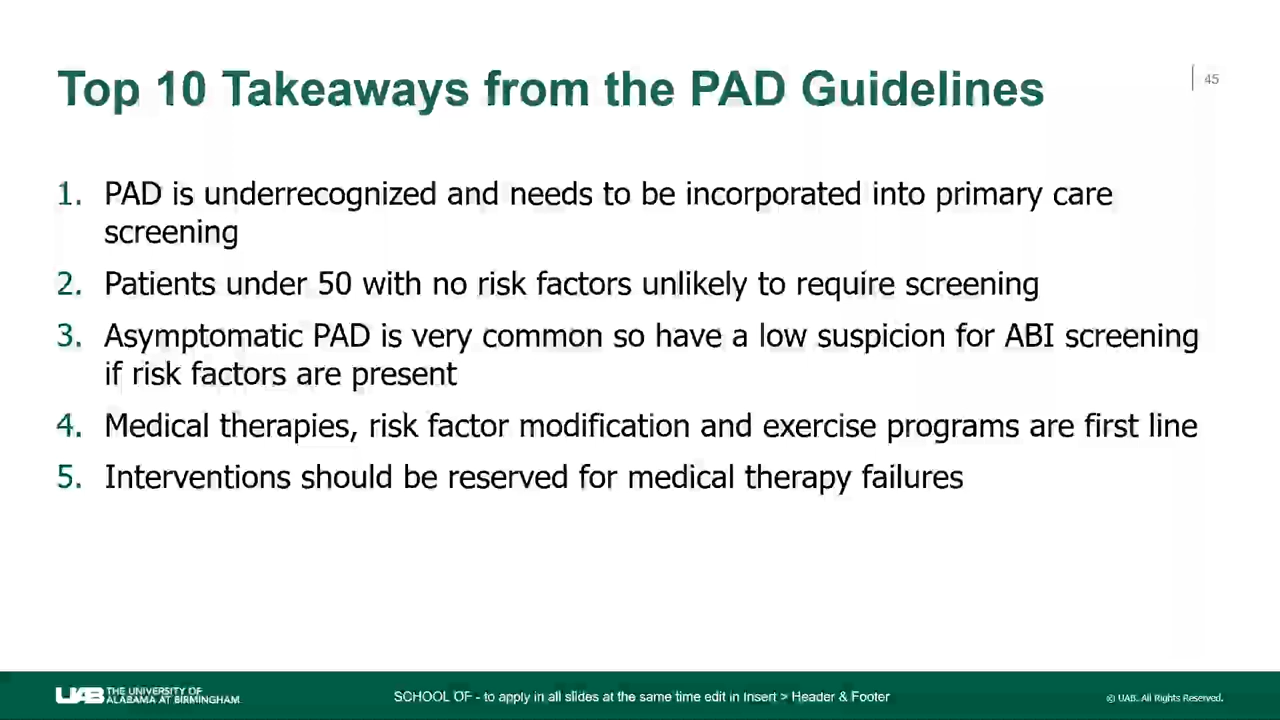 Top 10 Takeaways from the PAD Guidelines
45
1. PAD is underrecognized and needs to be incorporated into primary care
screening
2. Patients under 50 with no risk factors unlikely to require screening
3. Asymptomatic PAD is very common so have a low suspicion for ABI screening
if risk factors are present
4. Medical therapies, risk factor modification and exercise programs are first line
5. Interventions should be reserved for medical therapy failures
UAB THE UNIVERSITY OF
ALABAMA AT BIRMINGHAM
SCHOOL OF - to apply in all slides at the same time edit in Insert > Header & Footer
© UAB. All Rights Reserved.